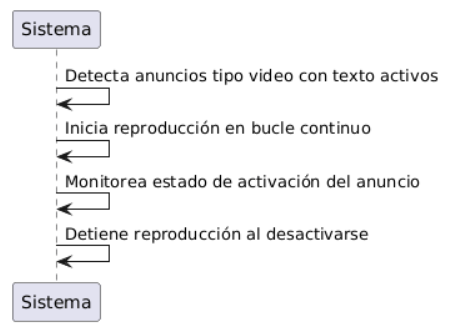 Sistema
Detecta anuncios tipo video con texto activos
Inicia reproducción en bucle continuo
Monitorea estado de activación del anuncio
Detiene reproducción al desactivarse
Sistema